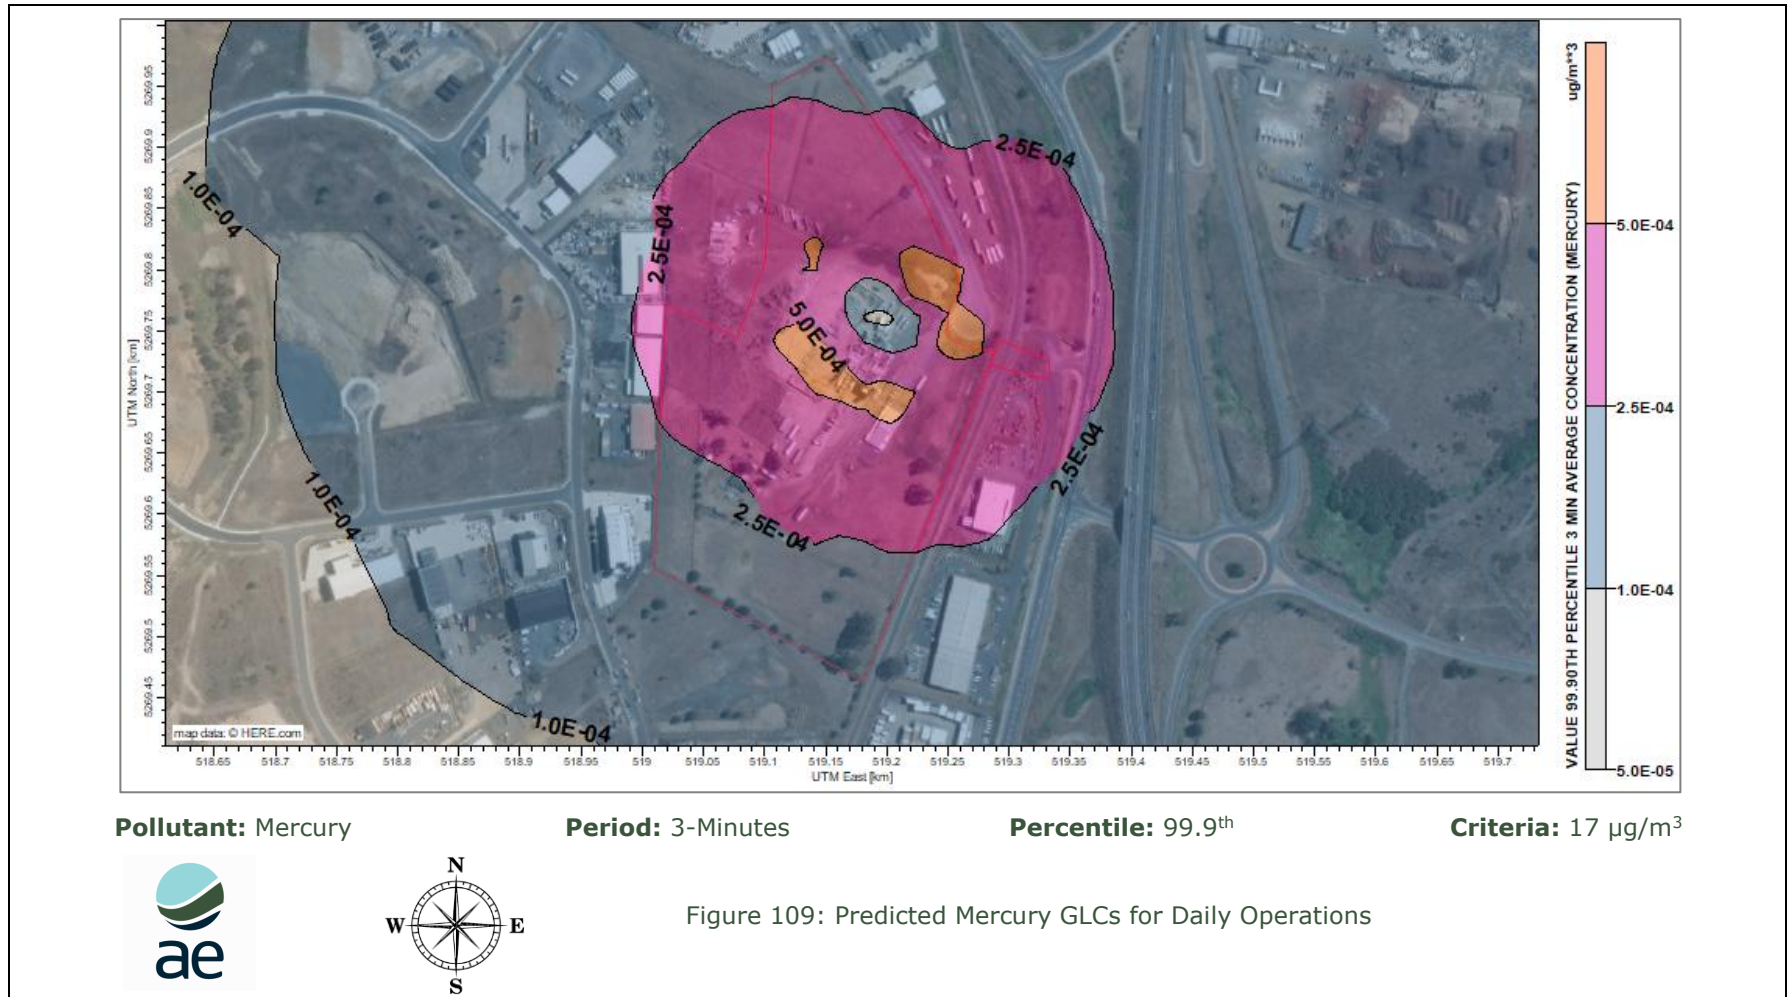 5269.95
5269.9
5269.85
5269.8
5269.75
5269.7
5269.65
5269.6
5269.55
5269.5
5269.45
UTM North [km]
1.0E-04
2.5E-04
2.5E-04
5.0E-04
1.0E-04
2.5E-04
2.5E-04
1.0E-04
map data: © HERE.com
518.65 518.7 518.75 518.8 518.85 518.9 518.95 519 519.05 519.1 519.15 519.2 519.25 519.3 519.35 519.4 519.45 519.5 519.55 519.6 519.65 519.7
UTM East [km]
VALUE 99.90TH PERCENTILE 3 MIN AVERAGE CONCENTRATION (MERCURY)
ug/m**3
5.0E-04
2.5E-04
1.0E-04
5.0E-05
Pollutant: Mercury Period: 3-Minutes Percentile: 99.9th Criteria: 17 µg/m3
ae
N
W E
S
Figure 109: Predicted Mercury GLCs for Daily Operations